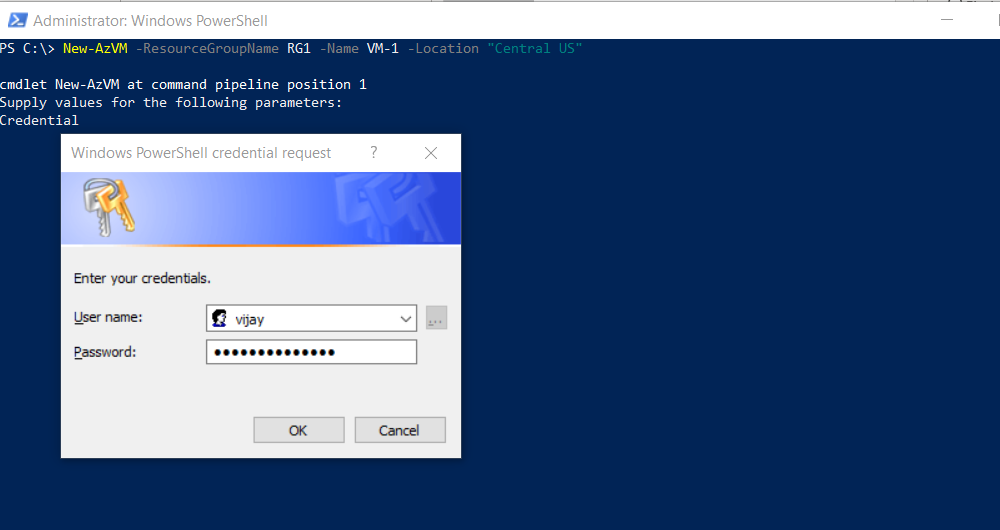 Administrator: Windows PowerShell
PS C:\> New-AzVM -ResourceGroupName RG1 -Name VM-1 -Location "Central US"
cmdlet New-AzVM at command pipeline position 1
Supply values for the following parameters:
Credential
Windows PowerShell credential request ?
Enter your credentials.
User name: vijay ...
Password: ••••••••••••••
OK Cancel